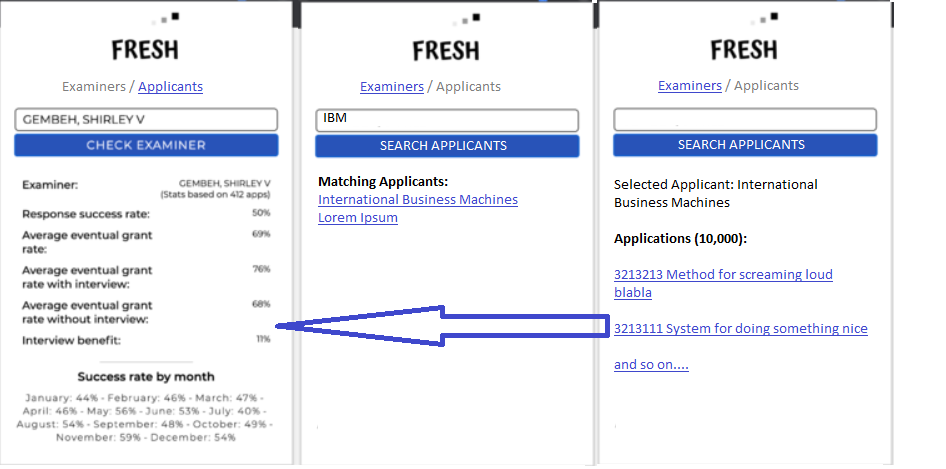 FRESH
Examiners / Applicants
GEMBEH, SHIRLEY V
CHECK EXAMINER
Examiner: GEMBEH, SHIRLEY V
(Stats based on 412 apps)
Response success rate: 50%
Average eventual grant 69%
rate:
Average eventual grant 76%
rate with interview:
Average eventual grant 68%
rate without interview:
Interview benefit: 11%
Success rate by month
January: 44% - February: 46% - March: 47% -
April: 46% - May: 56% - June: 53% - July: 40% -
August: 54% - September: 48% - October: 49% -
November: 59% - December: 54%
FRESH
Examiners / Applicants
IBM
SEARCH APPLICANTS
Matching Applicants:
International Business Machines
Lorem Ipsum
FRESH
Examiners / Applicants
SEARCH APPLICANTS
Selected Applicant: International
Business Machines
Applications (10,000):
3213213 Method for screaming loud
blabla
3213111 System for doing something nice
and so on....